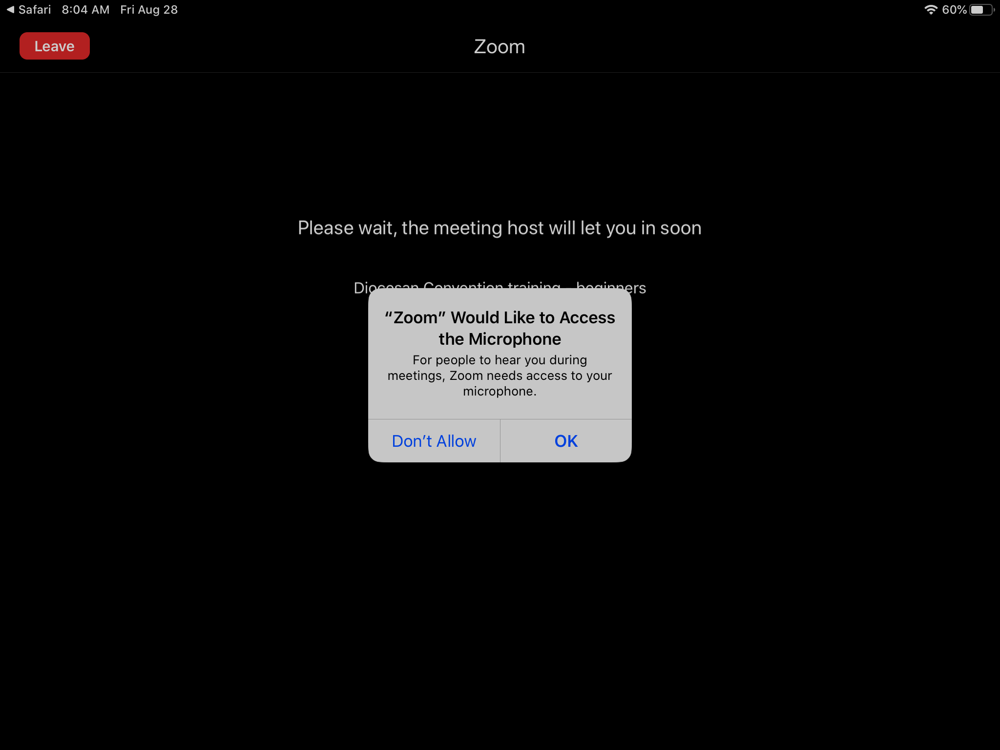 Safari 8:04 AM Fri Aug 28 60%
Leave Zoom
Please wait, the meeting host will let you in soon
Diocesan Convention training - beginners
“Zoom” Would Like to Access
the Microphone
For people to hear you during
meetings, Zoom needs access to your
microphone.
Don’t Allow OK